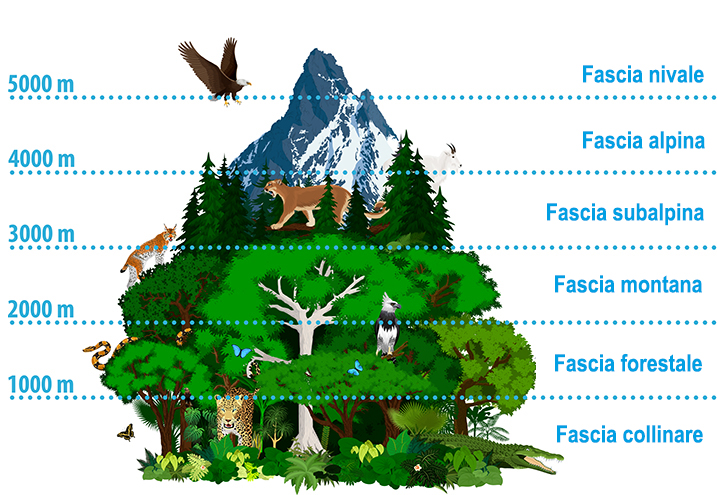 Fascia nivale
5000 m
Fascia alpina
4000 m
Fascia subalpina
3000 m
Fascia montana
2000 m
Fascia forestale
1000 m
Fascia collinare